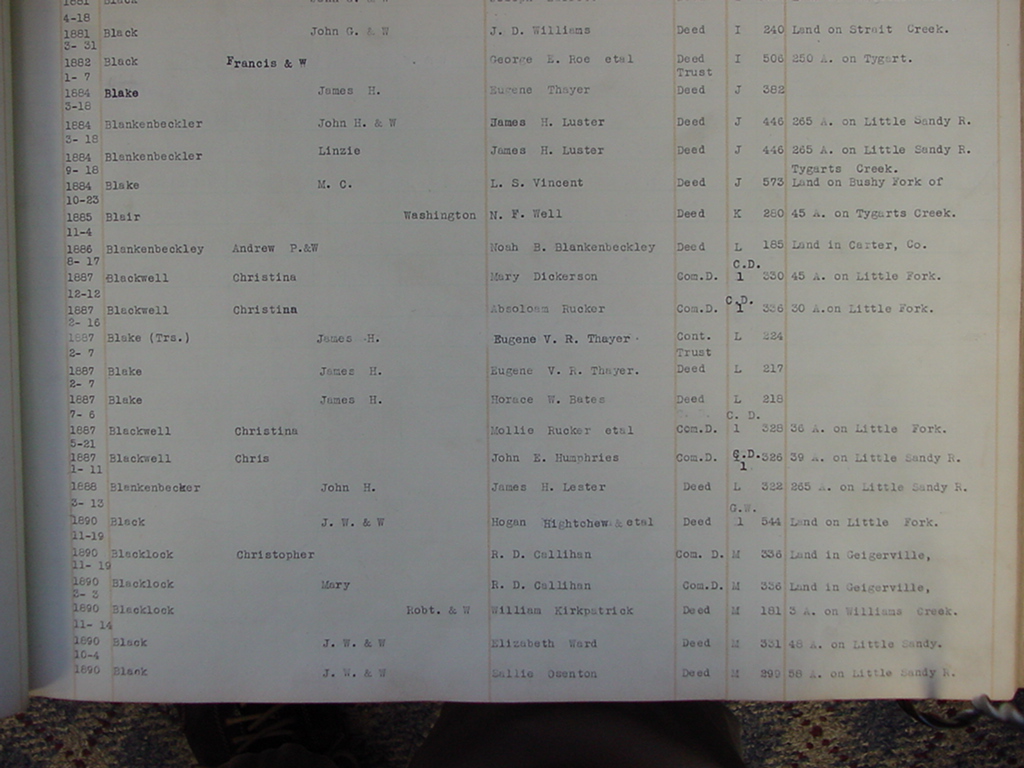 4-18
1881 Black John G. & W J. D. Williams Deed I 240 Land on Strait Creek.
3- 31
1882 Black Francis & W George E. Roe etal Deed I 506 250 A. on Tygart.
1- 7 Trust
1884 Blake James H. Eugene Thayer Deed J 382
3-18
1884 Blankenbeckler John H. & W James H. Luster Deed J 446 265 A. on Little Sandy R.
3- 18
1884 Blankenbeckler Linzie James H. Luster Deed J 446 265 A. on Little Sandy R.
9- 18 Tygarts Creek.
1884 Blake M. C. L. S. Vincent Deed J 573 Land on Bushy Fork of
10-23
1885 Blair Washington N. F. Well Deed K 280 45 A. on Tygarts Creek.
11-4
1886 Blankenbeckley Andrew P.&W Noah B. Blankenbeckley Deed L 185 Land in Carter, Co.
8- 17 C.D.
1887 Blackwell Christina Mary Dickerson Com.D. 1 330 45 A. on Little Fork.
12-12 C.D.
1887 Blackwell Christina Absoloam Rucker Com.D. 1 336 30 A.on Little Fork.
2- 16
1887 Blake (Trs.) James H. Eugene V. R. Thayer Cont. L 224
2- 7 Trust
1887 Blake James H. Eugene V. R. Thayer. Deed L 217
2- 7
1887 Blake James H. Horace W. Bates Deed L 218
7- 6 C. D.
1887 Blackwell Christina Mollie Rucker etal Com.D. 1 328 36 A. on Little Fork.
5-21
1887 Blackwell Chris John E. Humphries Com.D. C.D. 326 39 A. on Little Sandy R.
1- 11 1
1888 Blankenbecker John H. James H. Lester Deed L 322 265 A. on Little Sandy R.
3- 13 G.W.
1890 Black J. W. & W Hogan Hightchew & etal Deed 1 544 Land on Little Fork.
11-19
1890 Blacklock Christopher R. D. Callihan Com. D. M 336 Land in Geigerville,
11- 19
1890 Blacklock Mary R. D. Callihan Com.D. M 336 Land in Geigerville,
3- 3
1890 Blacklock Robt. & W William Kirkpatrick Deed M 181 3 A. on Williams Creek.
11- 14
1890 Black J. W. & W Elizabeth Ward Deed M 331 48 A. on Little Sandy.
10-4
1890 Black J. W. & W Sallie Osenton Deed M 299 58 A. on Little Sandy R.